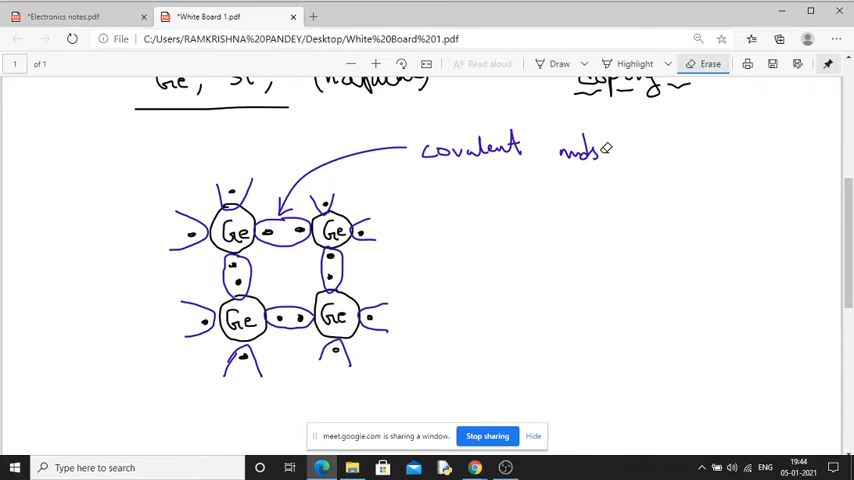 *Electronics notes.pdf
*White Board 1.pdf
File | C:/Users/RAMKRISHNA%20PANDEY/Desktop/White%20Board%201.pdf
1 of 1
Read aloud
Draw
Highlight
Erase
Ge, Si,
covalent
Ge Ge
Ge Ge
meet.google.com is sharing a window.
Stop sharing
Hide
Type here to search
ENG
19:44
05-01-2021